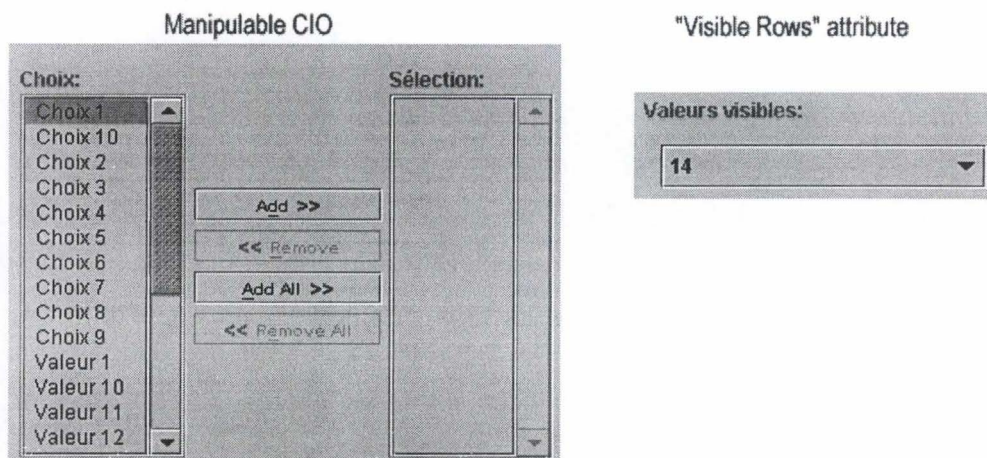 Manipulable CIO
"Visible Rows" attribute
Choix:
Sélection:
Valeurs visibles:
Choix 1
Choix 10
Choix 2
Choix 3
Choix 4
Choix 5
Choix 6
Choix 7
Choix 8
Choix 9
Valeur 1
Valeur 10
Valeur 11
Valeur 12
Add >>
<< Remove
Add All >>
<< Remove All
14